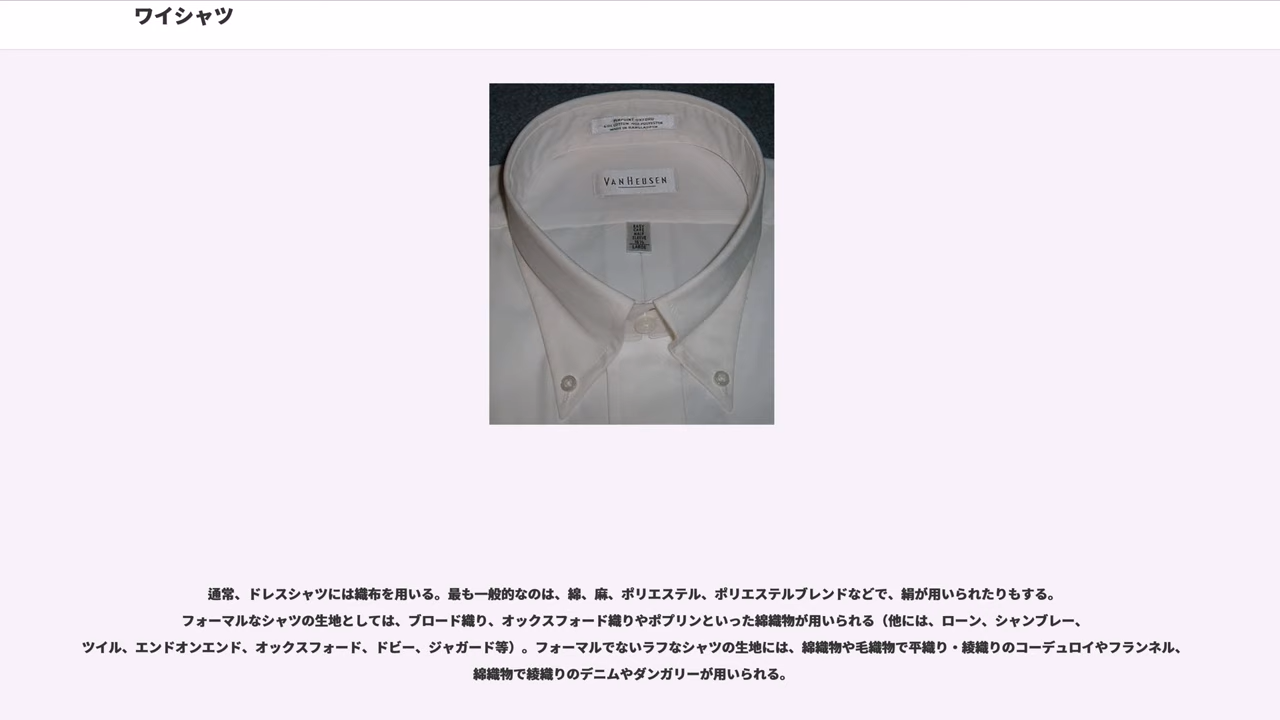 ワイシャツ
VANHEUSEN
通常、ドレスシャツには織布を用いる。最も一般的なのは、綿、麻、ポリエステル、ポリエステルブレンドなどで、絹が用いられたりもする。
フォーマルなシャツの生地としては、ブロード織り、オックスフォード織りやポプリンといった綿織物が用いられる（他には、ローン、シャンブレー、
ツイル、エンドオンエンド、オックスフォード、ドビー、ジャガード等）。フォーマルでないラフなシャツの生地には、綿織物や毛織物で平織り・綾織りのコーデュロイやフランネル、
綿織物で綾織りのデニムやダンガリーが用いられる。